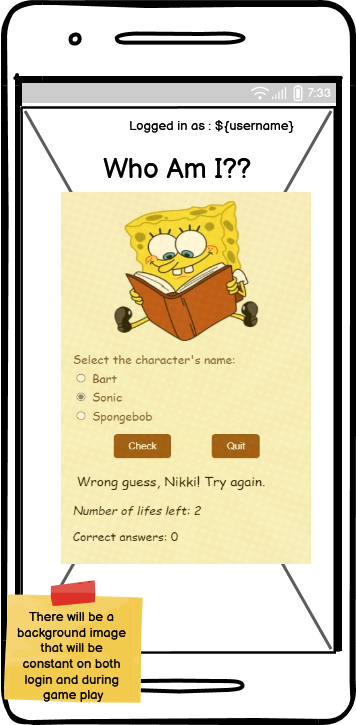 7:33
Logged in as : ${username}
Who Am I??
Select the character's name:
Bart
Sonic
Spongebob
Check Quit
Wrong guess, Nikki! Try again.
Number of lifes left: 2
Correct answers: 0
There will be a
background image
that will be
constant on both
login and during
game play